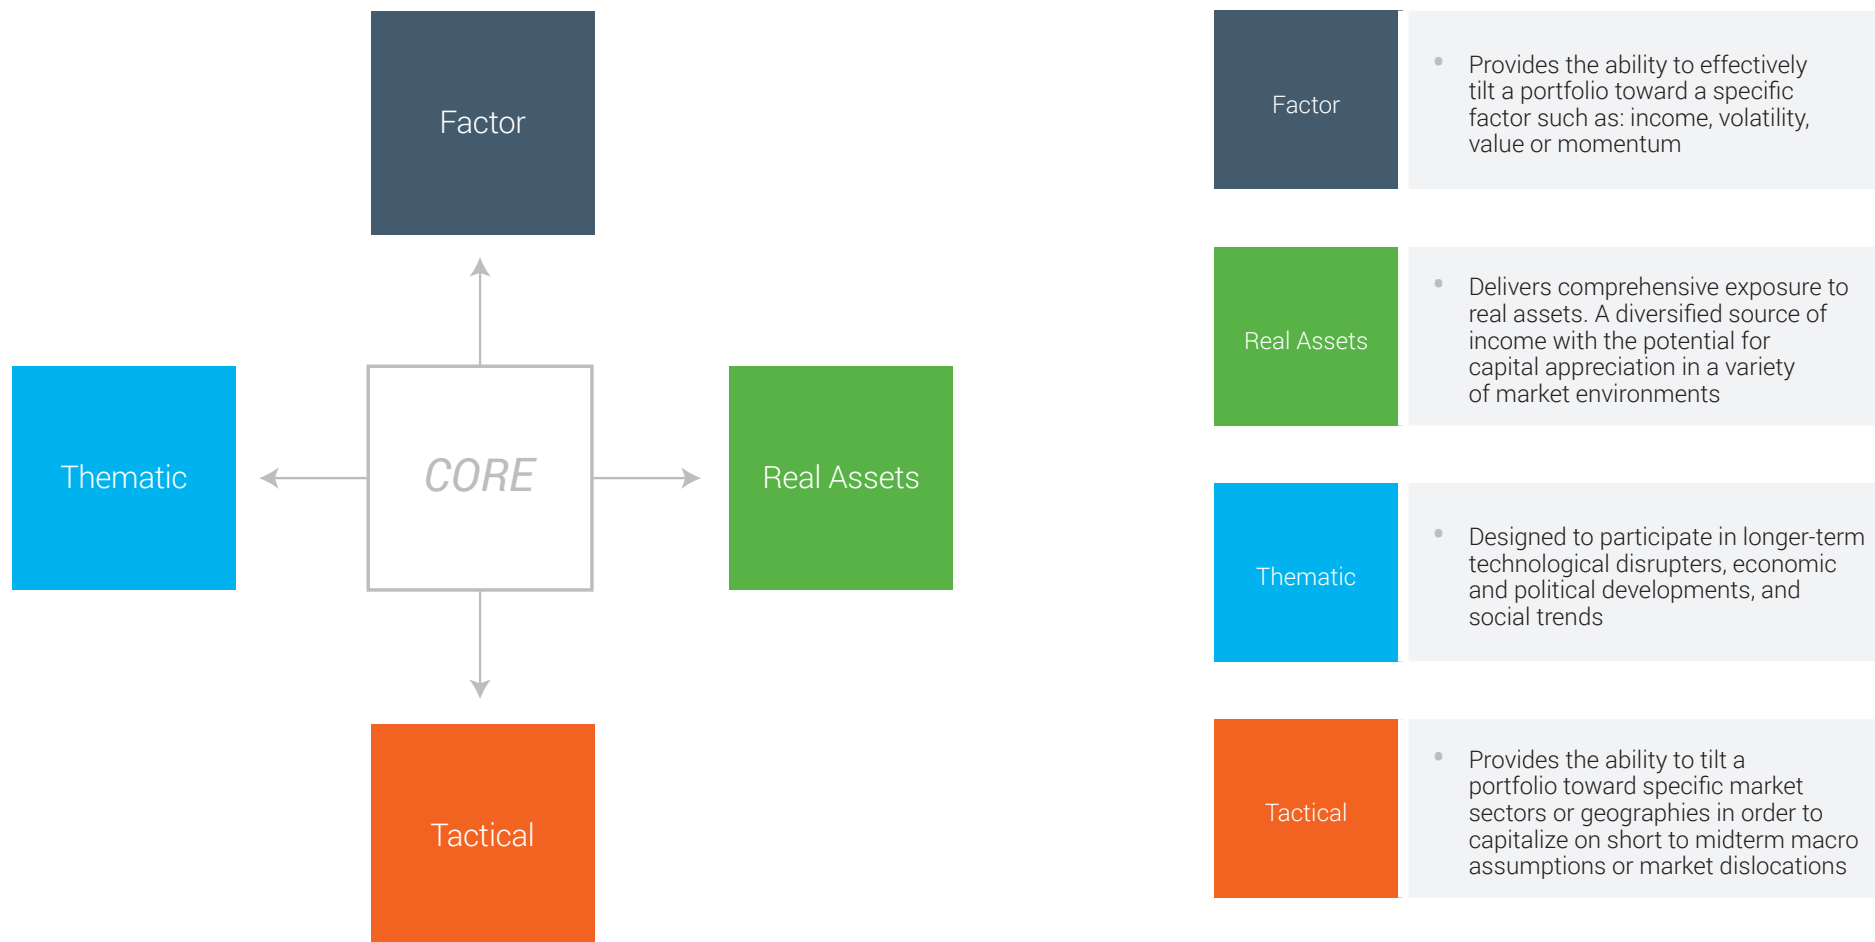 Factor
Thematic
CORE
Real Assets
Tactical
Factor
• Provides the ability to effectively
tilt a portfolio toward a specific
factor such as: income, volatility,
value or momentum
Real Assets
• Delivers comprehensive exposure to
real assets. A diversified source of
income with the potential for
capital appreciation in a variety
of market environments
Thematic
• Designed to participate in longer-term
technological disrupters, economic
and political developments, and
social trends
Tactical
• Provides the ability to tilt a
portfolio toward specific market
sectors or geographies in order to
capitalize on short to midterm macro
assumptions or market dislocations